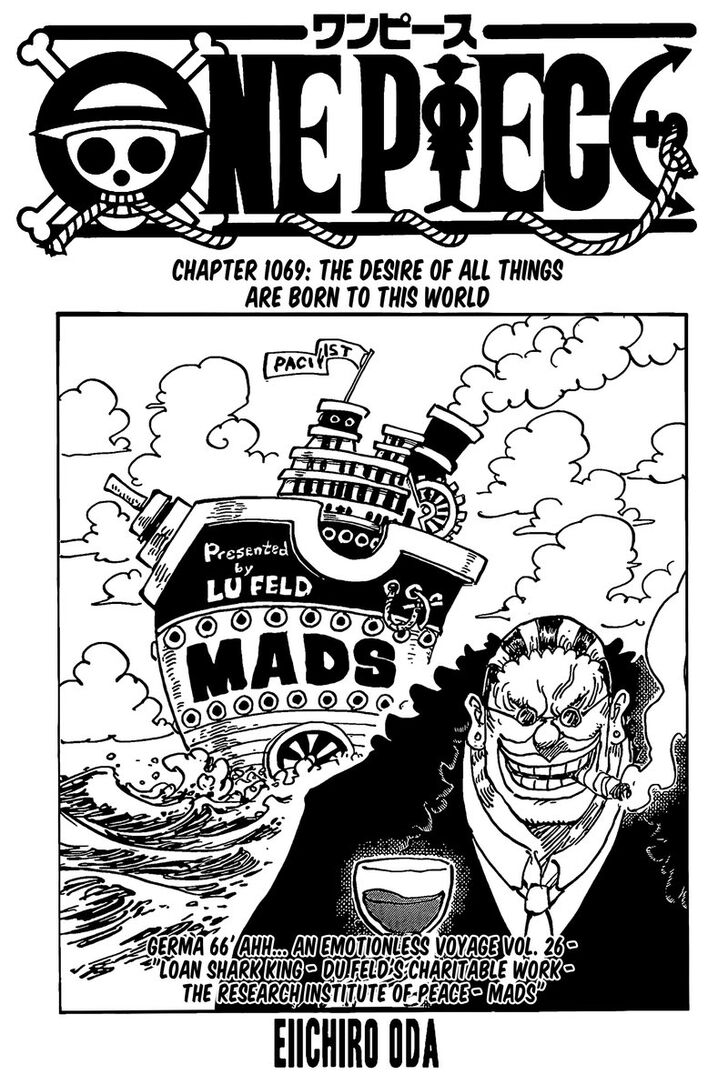 ワンピース
ONE PIECE
CHAPTER 1069: THE DESIRE OF ALL THINGS
ARE BORN TO THIS WORLD
PACIIST
Presented
by
LU FELD
MADS
GERMA 66' AHH... AN EMOTIONLESS VOYAGE VOL. 26 -
"LOAN SHARK KING - DU FELD'S CHARITABLE WORK -
THE RESEARCH INSTITUTE OF PEACE - MADS"
EIICHIRO ODA